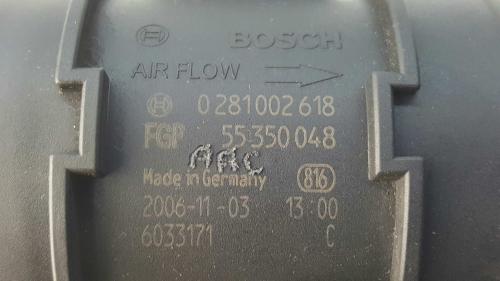 BOSCH
AIR FLOW
0 281 002 618
FGP 55 350 048
AAC
Made in Germany 816
2006-11-03 13:00
6033171 C